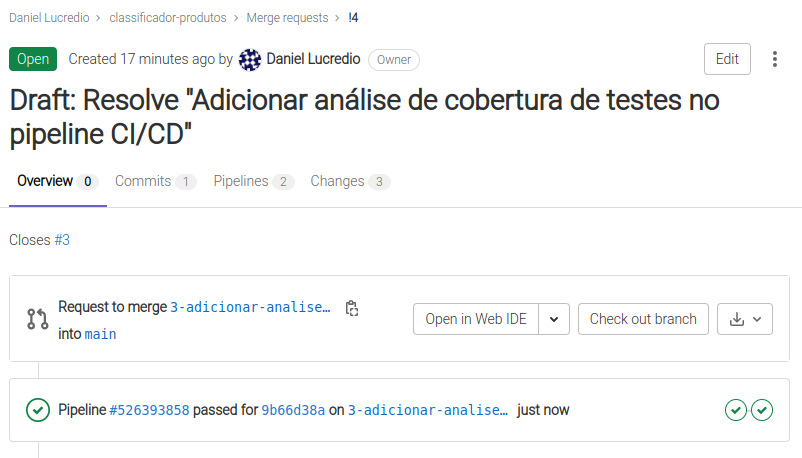 Daniel Lucredio > classificador-produtos > Merge requests > !4
Open Created 17 minutes ago by Daniel Lucredio Owner Edit
Draft: Resolve "Adicionar análise de cobertura de testes no
pipeline CI/CD"
Overview 0 Commits 1 Pipelines 2 Changes 3
Closes #3
Request to merge 3-adicionar-analise…
into main
Open in Web IDE Check out branch
Pipeline #526393858 passed for 9b66d38a on 3-adicionar-analise… just now